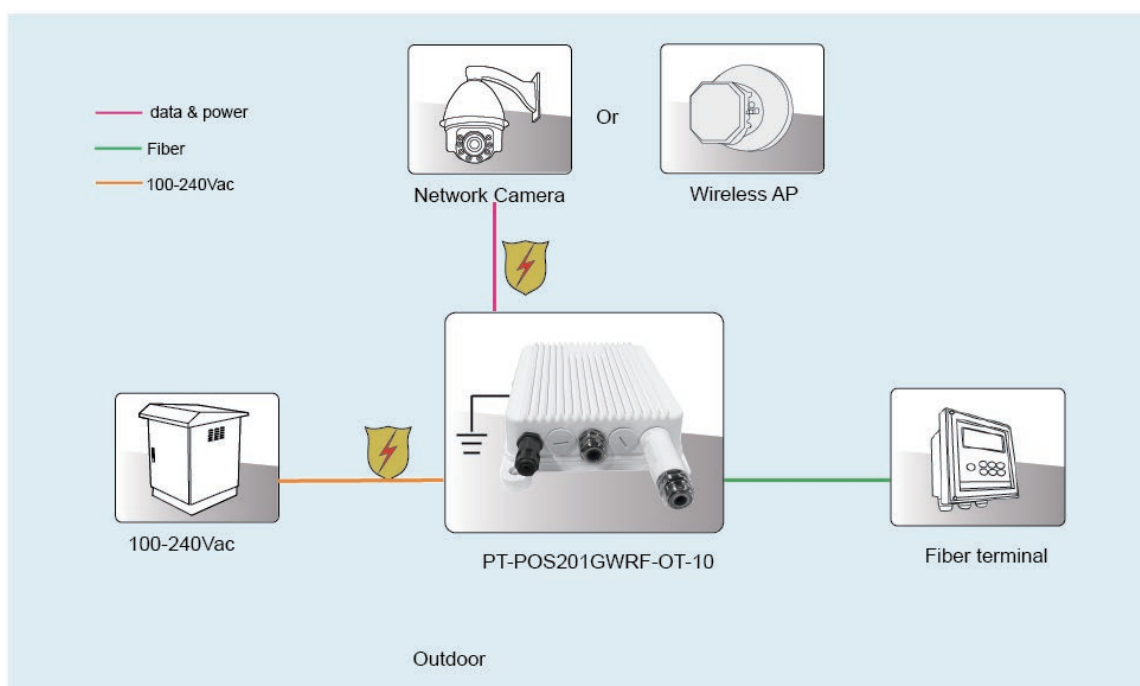 data & power
Fiber
100-240Vac
Or
Network Camera
Wireless AP
100-240Vac
PT-POS201GWRF-OT-10
Fiber terminal
Outdoor